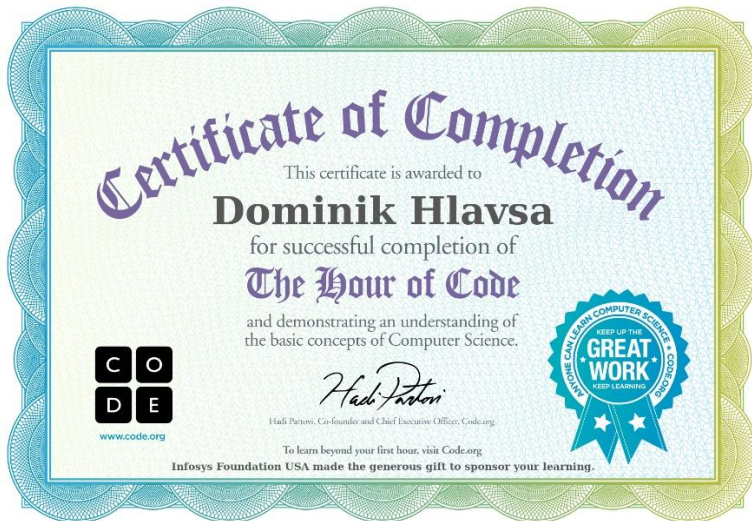 Certificate of Completion
This certificate is awarded to
Dominik Hlavsa
for successful completion of
The Hour of Code
and demonstrating an understanding of
the basic concepts of Computer Science.
C O
D E
www.code.org
Hadi Partovi
Hadi Partovi, Co-founder and Chief Executive Officer, Code.org
ANYONE CAN LEARN COMPUTER SCIENCE ★ CODE.ORG ★
KEEP UP THE
GREAT
WORK
KEEP LEARNING
To learn beyond your first hour, visit Code.org
Infosys Foundation USA made the generous gift to sponsor your learning.